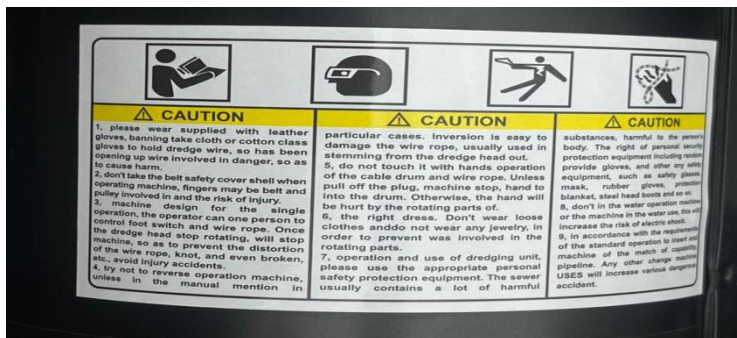 CAUTION
1, please wear supplied with leather
gloves, banning take cloth or cotton class
gloves to hold dredge wire, so has been
opening up wire involved in danger, so as
to cause harm.
2, don't take the belt safety cover shell when
operating machine, fingers may be belt and
pulley involved in and the risk of injury.
3, machine design for the single
operation, the operator can one person to
control foot switch and wire rope. Once
the dredge head stop rotating, will stop
machine, so as to prevent the distortion
of the wire rope, knot, and even broken,
etc., avoid injury accidents.
4, try not to reverse operation machine,
unless in the manual mention in
CAUTION
particular cases. Inversion is easy to
damage the wire rope, usually used in
stemming from the dredge head out.
5, do not touch it with hands operation
of the cable drum and wire rope. Unless
pull off the plug, machine stop, hand to
into the drum. Otherwise, the hand will
be hurt by the rotating parts of.
6, the right dress. Don't wear loose
clothes anddo not wear any jewelry, in
order to prevent was involved in the
rotating parts.
7, operation and use of dredging unit,
please use the appropriate personal
safety protection equipment. The sewer
usually contains a lot of harmful
CAUTION
substances, harmful to the person's
body. The right of personal security
protection equipment including random
provide gloves, and other any safety
equipment, such as safety glasses,
mask, rubber gloves, protection
blanket, steel head boots and so on.
8, don't in the water operation machine
or the machine in the water use, this will
increase the risk of electric shock.
9, in accordance with the requirements
of the standard operation to insert and
machine of the match of capability
pipeline. Any other change machine
USES will increase various dangerous
accident.